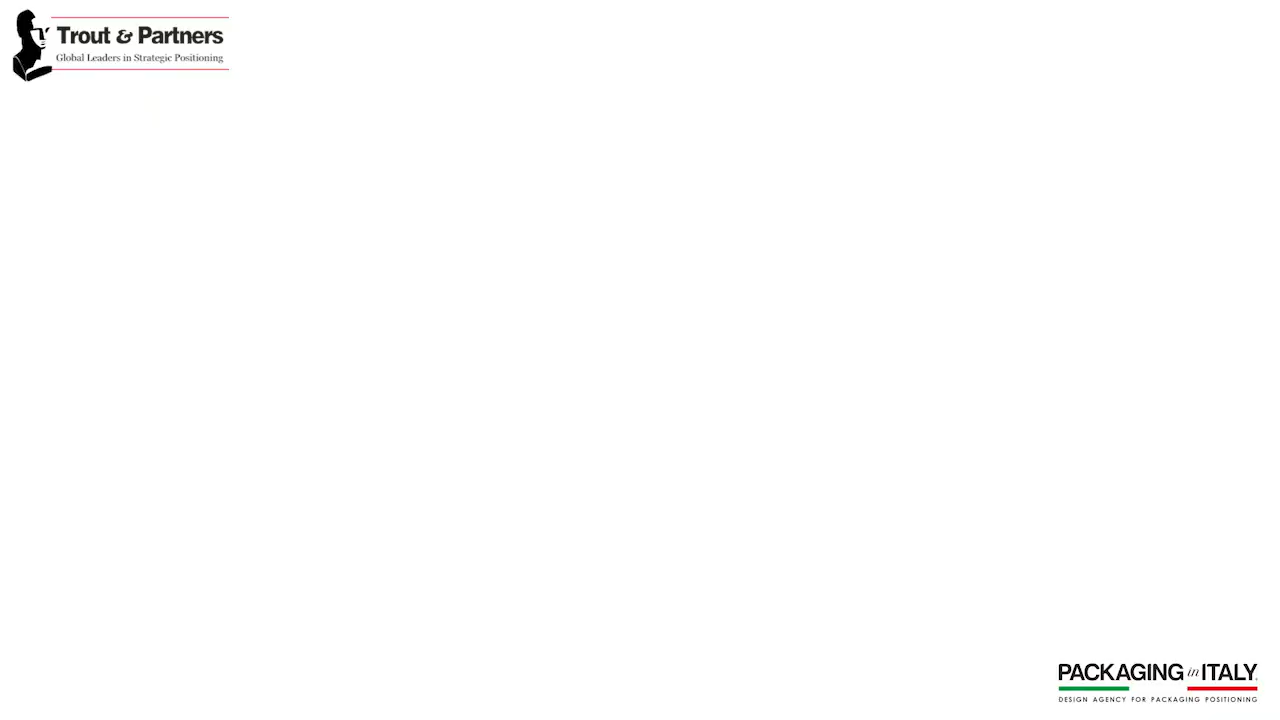 Trout & Partners
Global Leaders in Strategic Positioning
PACKAGING in ITALY
DESIGN AGENCY FOR PACKAGING POSITIONING